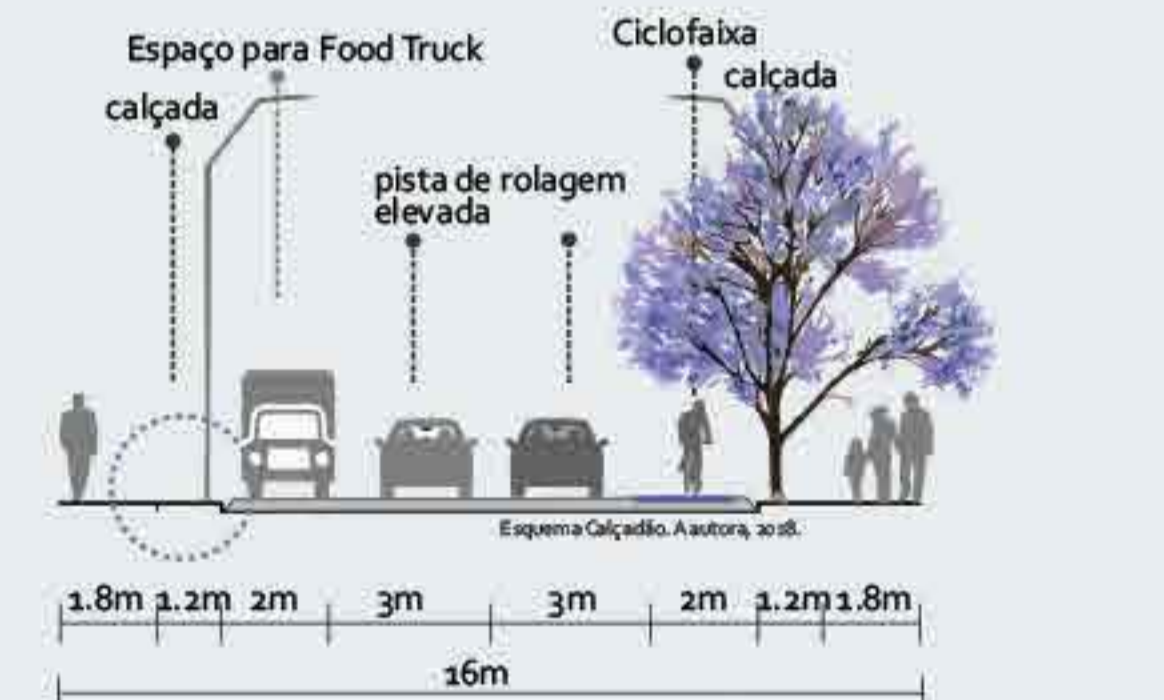 Ciclofaixa
Espaço para Food Truck
calçada
calçada
pista de rolagem
elevada
Esquema Calçadão. A autora, 2018.
1.8m 1.2m 2m 3m 3m 2m 1.2m 1.8m
16m